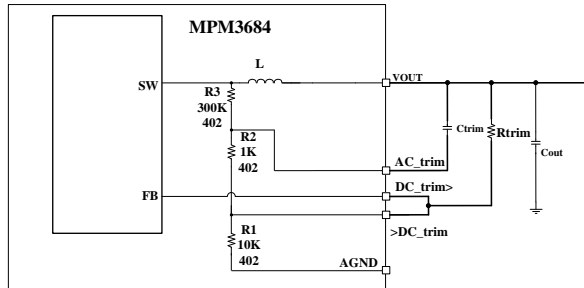 MPM3684
L
SW
VOUT
R3
300K
402
Ctrim
Rtrim
Cout
R2
1K
402
AC_trim
FB
DC_trim>
>DC_trim
R1
10K
402
AGND